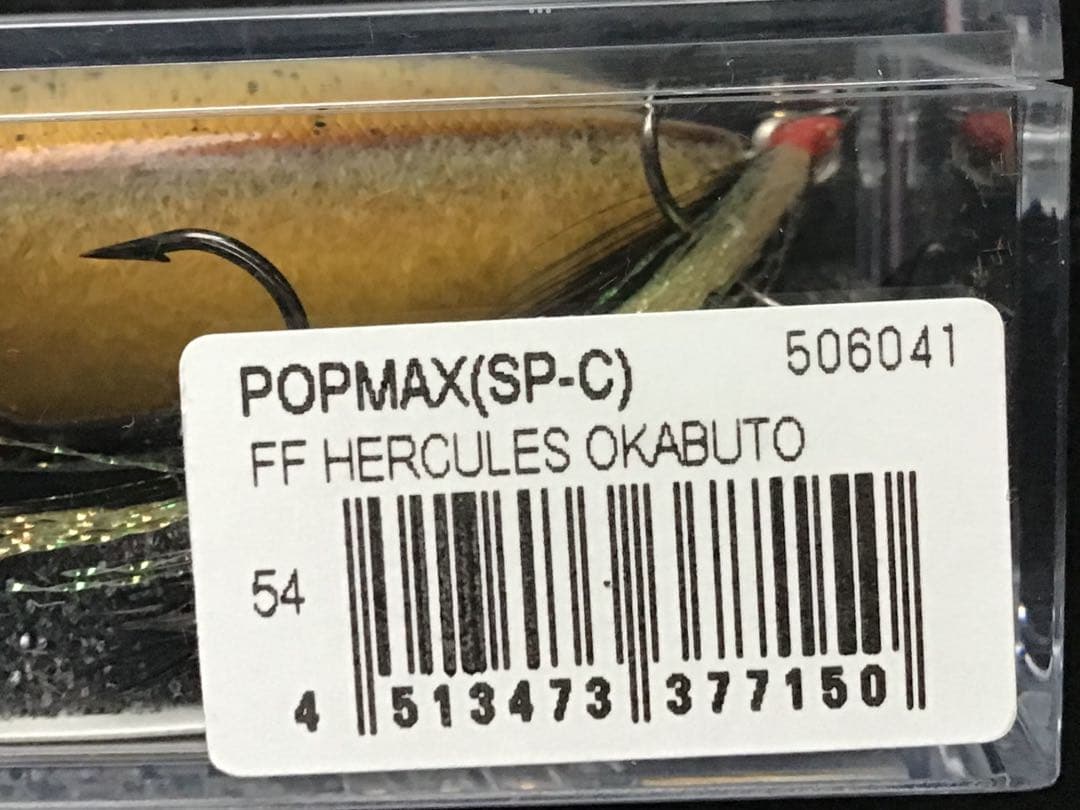 POPMAX(SP-C) 506041
FF HERCULES OKABUTO
54
4 513473 377150